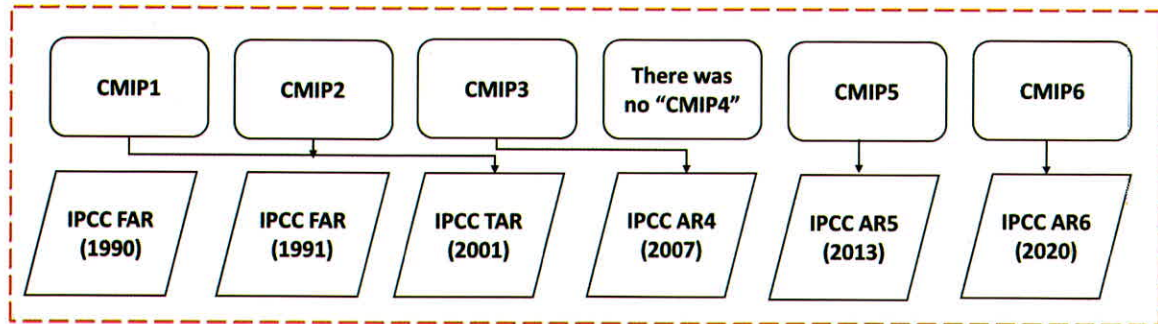 CMIP1
CMIP2
CMIP3
There was
no “CMIP4”
CMIP5
CMIP6
IPCC FAR
(1990)
IPCC FAR
(1991)
IPCC TAR
(2001)
IPCC AR4
(2007)
IPCC AR5
(2013)
IPCC AR6
(2020)